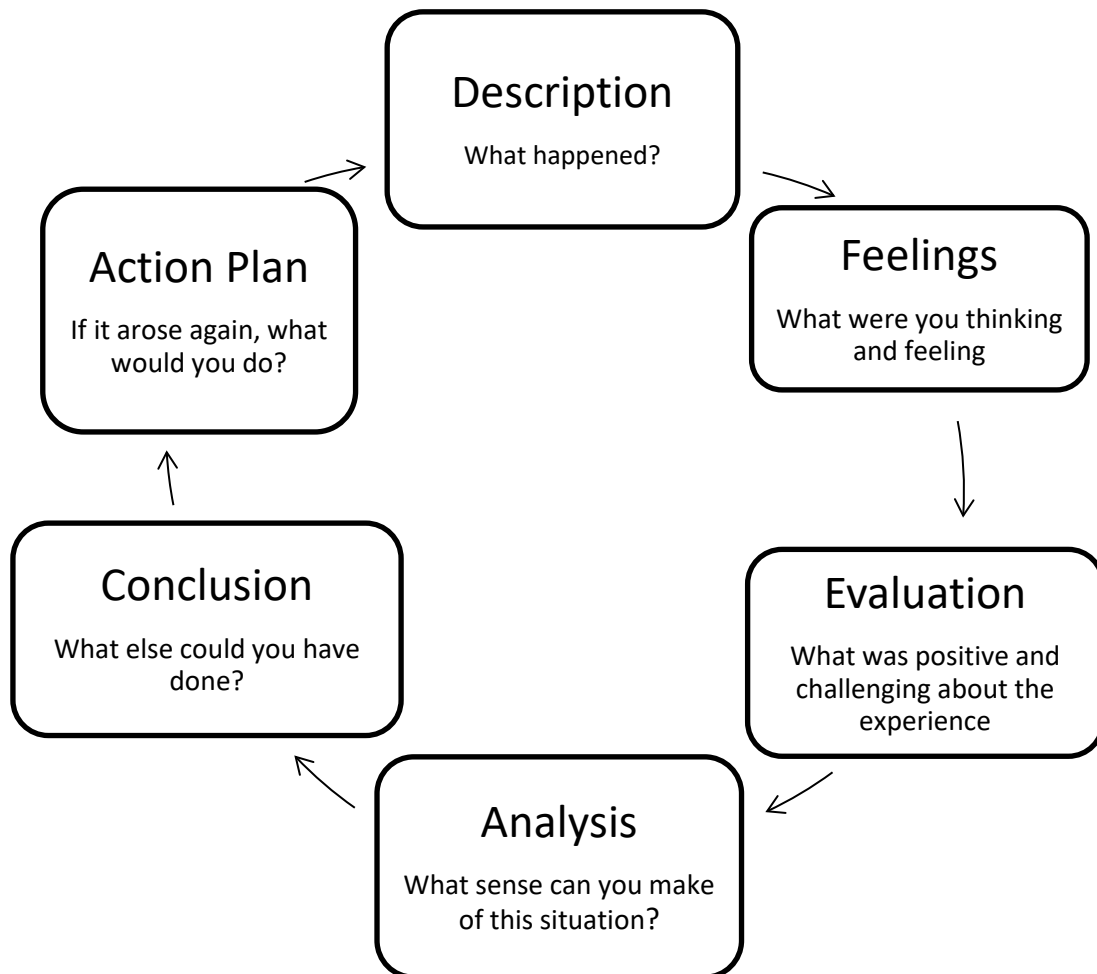 Description
What happened?
Feelings
What were you thinking
and feeling
Evaluation
What was positive and
challenging about the
experience
Analysis
What sense can you make
of this situation?
Conclusion
What else could you have
done?
Action Plan
If it arose again, what
would you do?